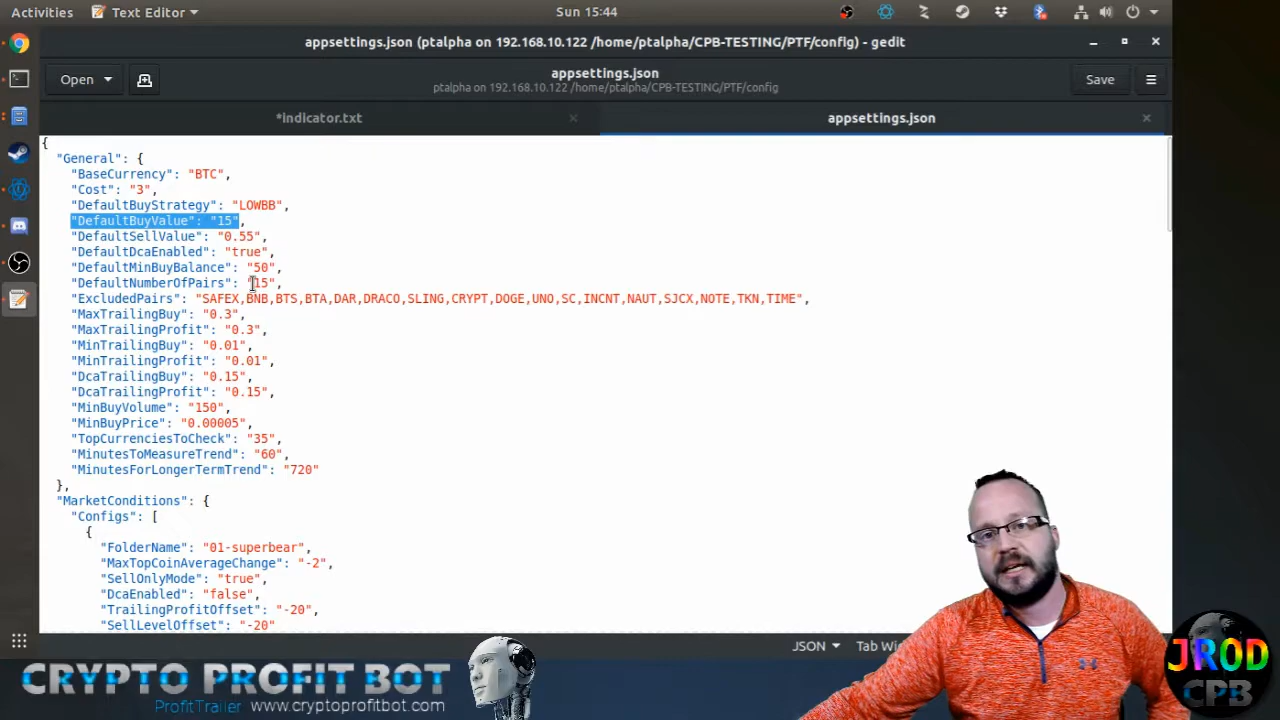 Activities Text Editor Sun 15:44
appsettings.json (ptalpha on 192.168.10.122 /home/ptalpha/CPB-TESTING/PTF/config) - gedit
Open appsettings.json Save
ptalpha on 192.168.10.122 /home/ptalpha/CPB-TESTING/PTF/config
*indicator.txt appsettings.json
{
"General": {
"BaseCurrency": "BTC",
"Cost": "3",
"DefaultBuyStrategy": "LOWBB",
"DefaultBuyValue": "15",
"DefaultSellValue": "0.55",
"DefaultDcaEnabled": "true",
"DefaultMinBuyBalance": "50",
"DefaultNumberOfPairs": "15",
"ExcludedPairs": "SAFEX,BNB,BTS,BTA,DAR,DRACO,SLING,CRYPT,DOGE,UNO,SC,INCNT,NAUT,SJCX,NOTE,TKN,TIME",
"MaxTrailingBuy": "0.3",
"MaxTrailingProfit": "0.3",
"MinTrailingBuy": "0.01",
"MinTrailingProfit": "0.01",
"DcaTrailingBuy": "0.15",
"DcaTrailingProfit": "0.15",
"MinBuyVolume": "150",
"MinBuyPrice": "0.00005",
"TopCurrenciesToCheck": "35",
"MinutesToMeasureTrend": "60",
"MinutesForLongerTermTrend": "720"
},
"MarketConditions": {
"Configs": [
{
"FolderName": "01-superbear",
"MaxTopCoinAverageChange": "-2",
"SellOnlyMode": "true",
"DcaEnabled": "false",
"TrailingProfitOffset": "-20",
"SellLevelOffset": "-20"
JSON Tab
CRYPTO PROFIT BOT
ProfitTrailer www.cryptoprofitbot.com
JROD
CPB